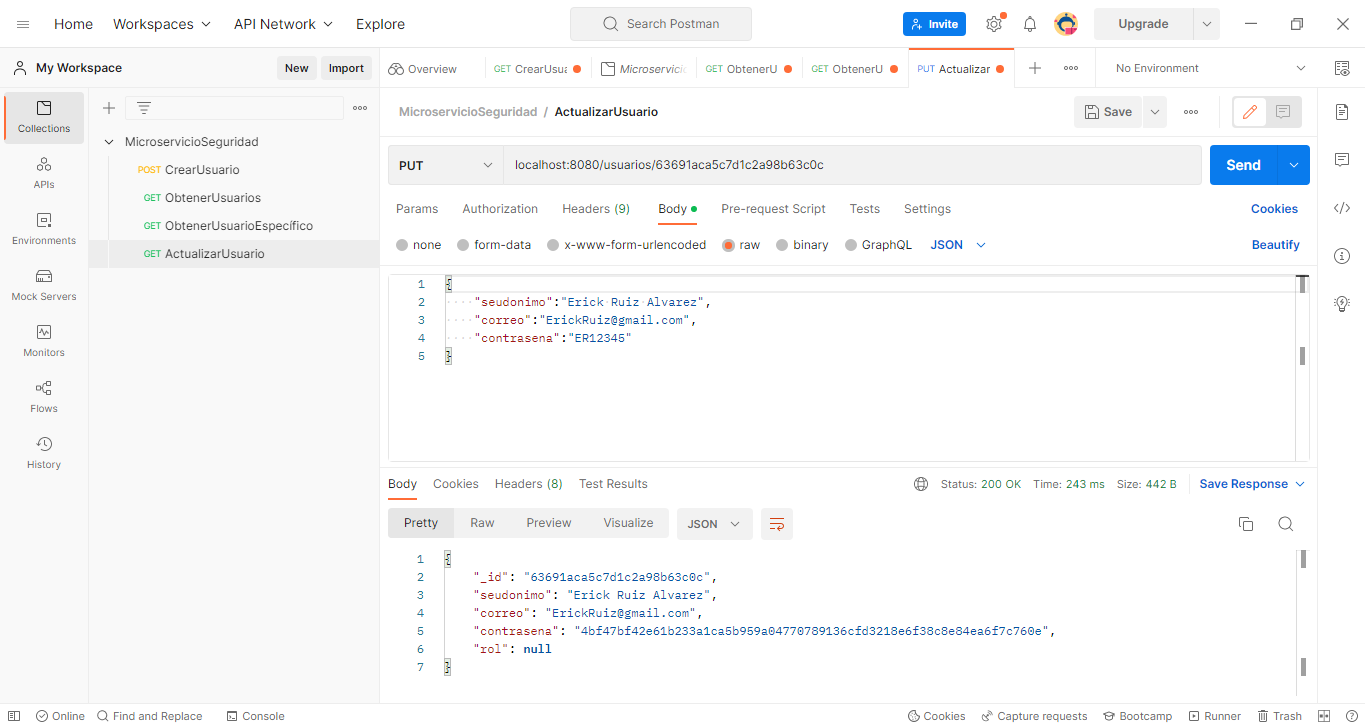 Home Workspaces API Network Explore Search Postman Invite Upgrade
My Workspace New Import Overview GET CrearUsua Microservici GET ObtenerU GET ObtenerU PUT Actualizar No Environment
Collections
APIs
Environments
Mock Servers
Monitors
Flows
History
MicroservicioSeguridad
POST CrearUsuario
GET ObtenerUsuarios
GET ObtenerUsuarioEspecífico
GET ActualizarUsuario
MicroservicioSeguridad / ActualizarUsuario Save
PUT localhost:8080/usuarios/63691aca5c7d1c2a98b63c0c Send
Params Authorization Headers (9) Body Pre-request Script Tests Settings Cookies
none form-data x-www-form-urlencoded raw binary GraphQL JSON Beautify
1 {
2 "seudonimo":"Erick Ruiz Alvarez",
3 "correo":"ErickRuiz@gmail.com",
4 "contrasena":"ER12345"
5 }
Body Cookies Headers (8) Test Results Status: 200 OK Time: 243 ms Size: 442 B Save Response
Pretty Raw Preview Visualize JSON
1 {
2 "_id": "63691aca5c7d1c2a98b63c0c",
3 "seudonimo": "Erick Ruiz Alvarez",
4 "correo": "ErickRuiz@gmail.com",
5 "contrasena": "4bf47bf42e61b233a1ca5b959a04770789136cfd3218e6f38c8e84ea6f7c760e",
6 "rol": null
7 }
Online Find and Replace Console Cookies Capture requests Bootcamp Runner Trash